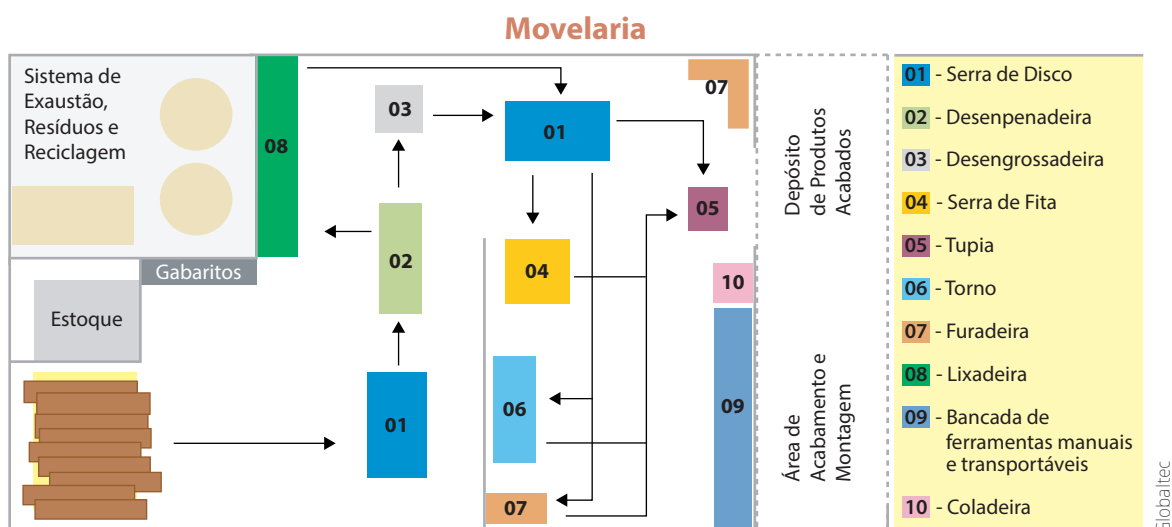 Movelaria
Sistema de
Exaustão,
Resíduos e
Reciclagem
08
03
01
07
05
02
04
10
Gabaritos
Estoque
01
06
09
07
Depósito
de Produtos
Acabados
Área de
Acabamento e
Montagem
01 - Serra de Disco
02 - Desenpenadeira
03 - Desengrossadeira
04 - Serra de Fita
05 - Tupia
06 - Torno
07 - Furadeira
08 - Lixadeira
09 - Bancada de
ferramentas manuais
e transportáveis
10 - Coladeira
Globaltec